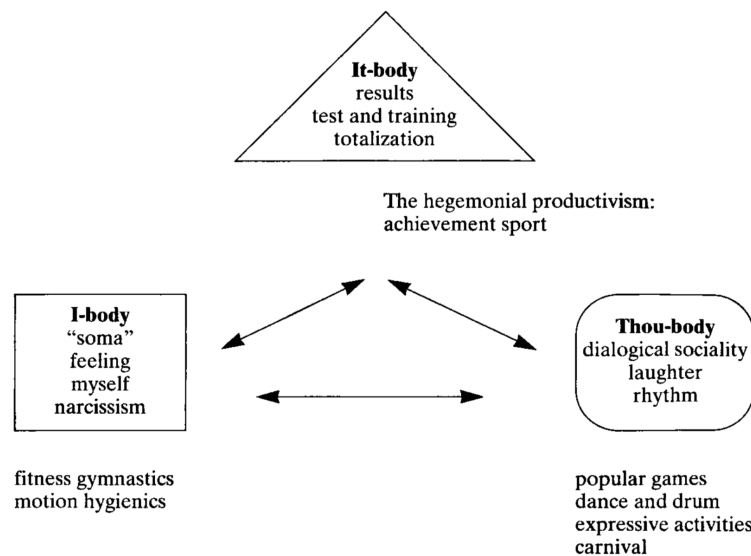 It-body
results
test and training
totalization
The hegemonial productivism:
achievement sport
I-body
“soma”
feeling
myself
narcissism
Thou-body
dialogical sociality
laughter
rhythm
fitness gymnastics
motion hygienics
popular games
dance and drum
expressive activities
carnival